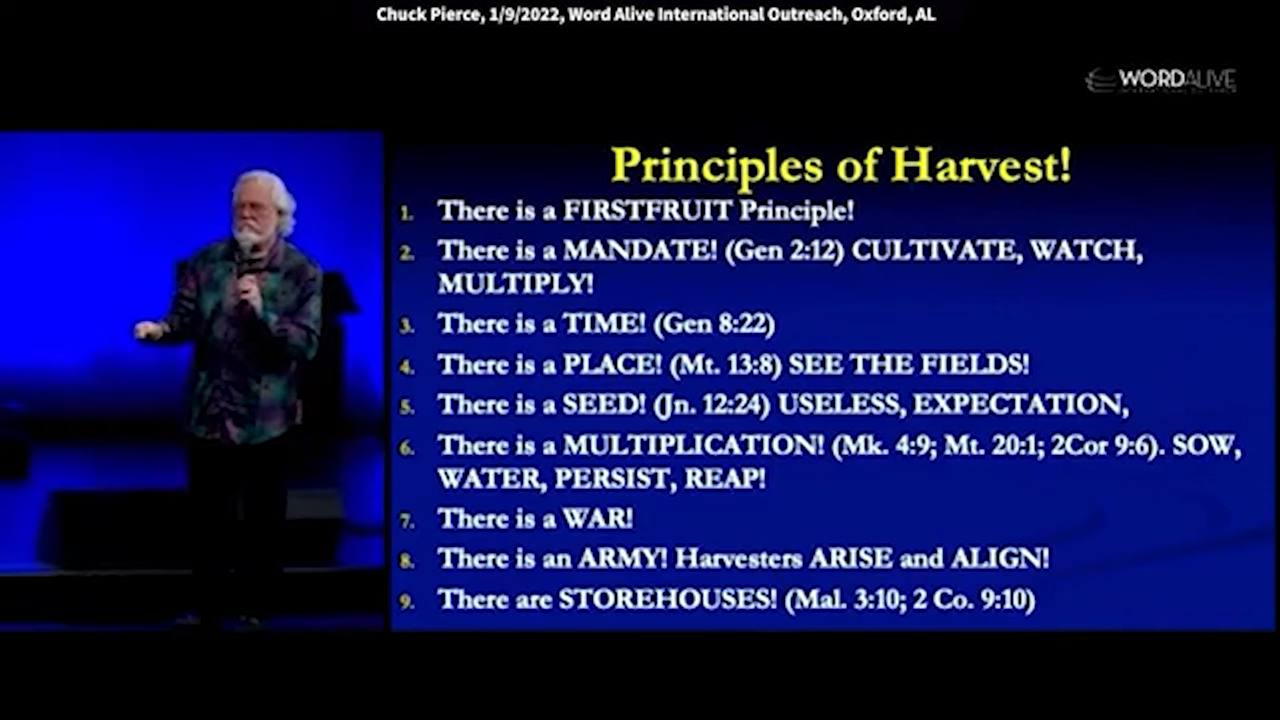 Chuck Pierce, 1/9/2022, Word Alive International Outreach, Oxford, AL
WORDALIVE
Principles of Harvest!
1. There is a FIRSTFRUIT Principle!
2. There is a MANDATE! (Gen 2:12) CULTIVATE, WATCH,
MULTIPLY!
3. There is a TIME! (Gen 8:22)
4. There is a PLACE! (Mt. 13:8) SEE THE FIELDS!
5. There is a SEED! (Jn. 12:24) USELESS, EXPECTATION,
6. There is a MULTIPLICATION! (Mk. 4:9; Mt. 20:1; 2Cor 9:6). SOW,
WATER, PERSIST, REAP!
7. There is a WAR!
8. There is an ARMY! Harvesters ARISE and ALIGN!
9. There are STOREHOUSES! (Mal. 3:10; 2 Co. 9:10)